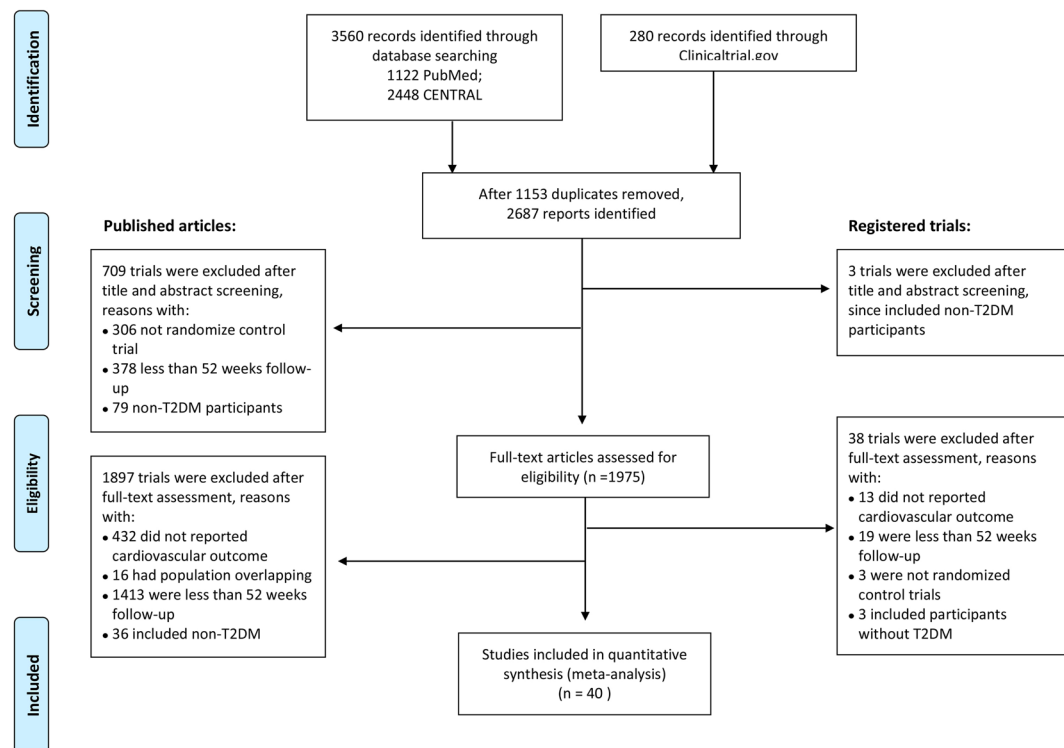 Identification
3560 records identified through
database searching
1122 PubMed;
2448 CENTRAL
280 records identified through
Clinicaltrial.gov
After 1153 duplicates removed,
2687 reports identified
Screening
Published articles:
709 trials were excluded after
title and abstract screening,
reasons with:
• 306 not randomize control
trial
• 378 less than 52 weeks follow-
up
• 79 non-T2DM participants
Registered trials:
3 trials were excluded after
title and abstract screening,
since included non-T2DM
participants
Eligibility
Full-text articles assessed for
eligibility (n =1975)
1897 trials were excluded after
full-text assessment, reasons
with:
• 432 did not reported
cardiovascular outcome
• 16 had population overlapping
• 1413 were less than 52 weeks
follow-up
• 36 included non-T2DM
38 trials were excluded after
full-text assessment, reasons
with:
• 13 did not reported
cardiovascular outcome
• 19 were less than 52 weeks
follow-up
• 3 were not randomized
control trials
• 3 included participants
without T2DM
Included
Studies included in quantitative
synthesis (meta-analysis)
(n = 40 )